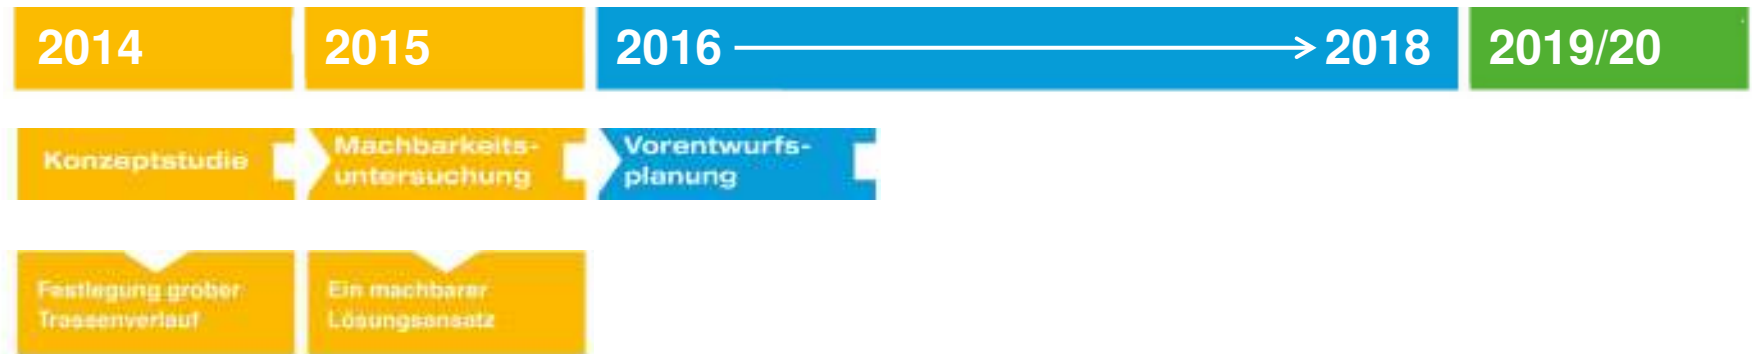 2014 2015 2016 2018 2019/20
Konzeptstudie
Machbarkeits-
untersuchung
Vorentwurfs-
planung
Festlegung grober
Trassenverlauf
Ein machbarer
Lösungsansatz